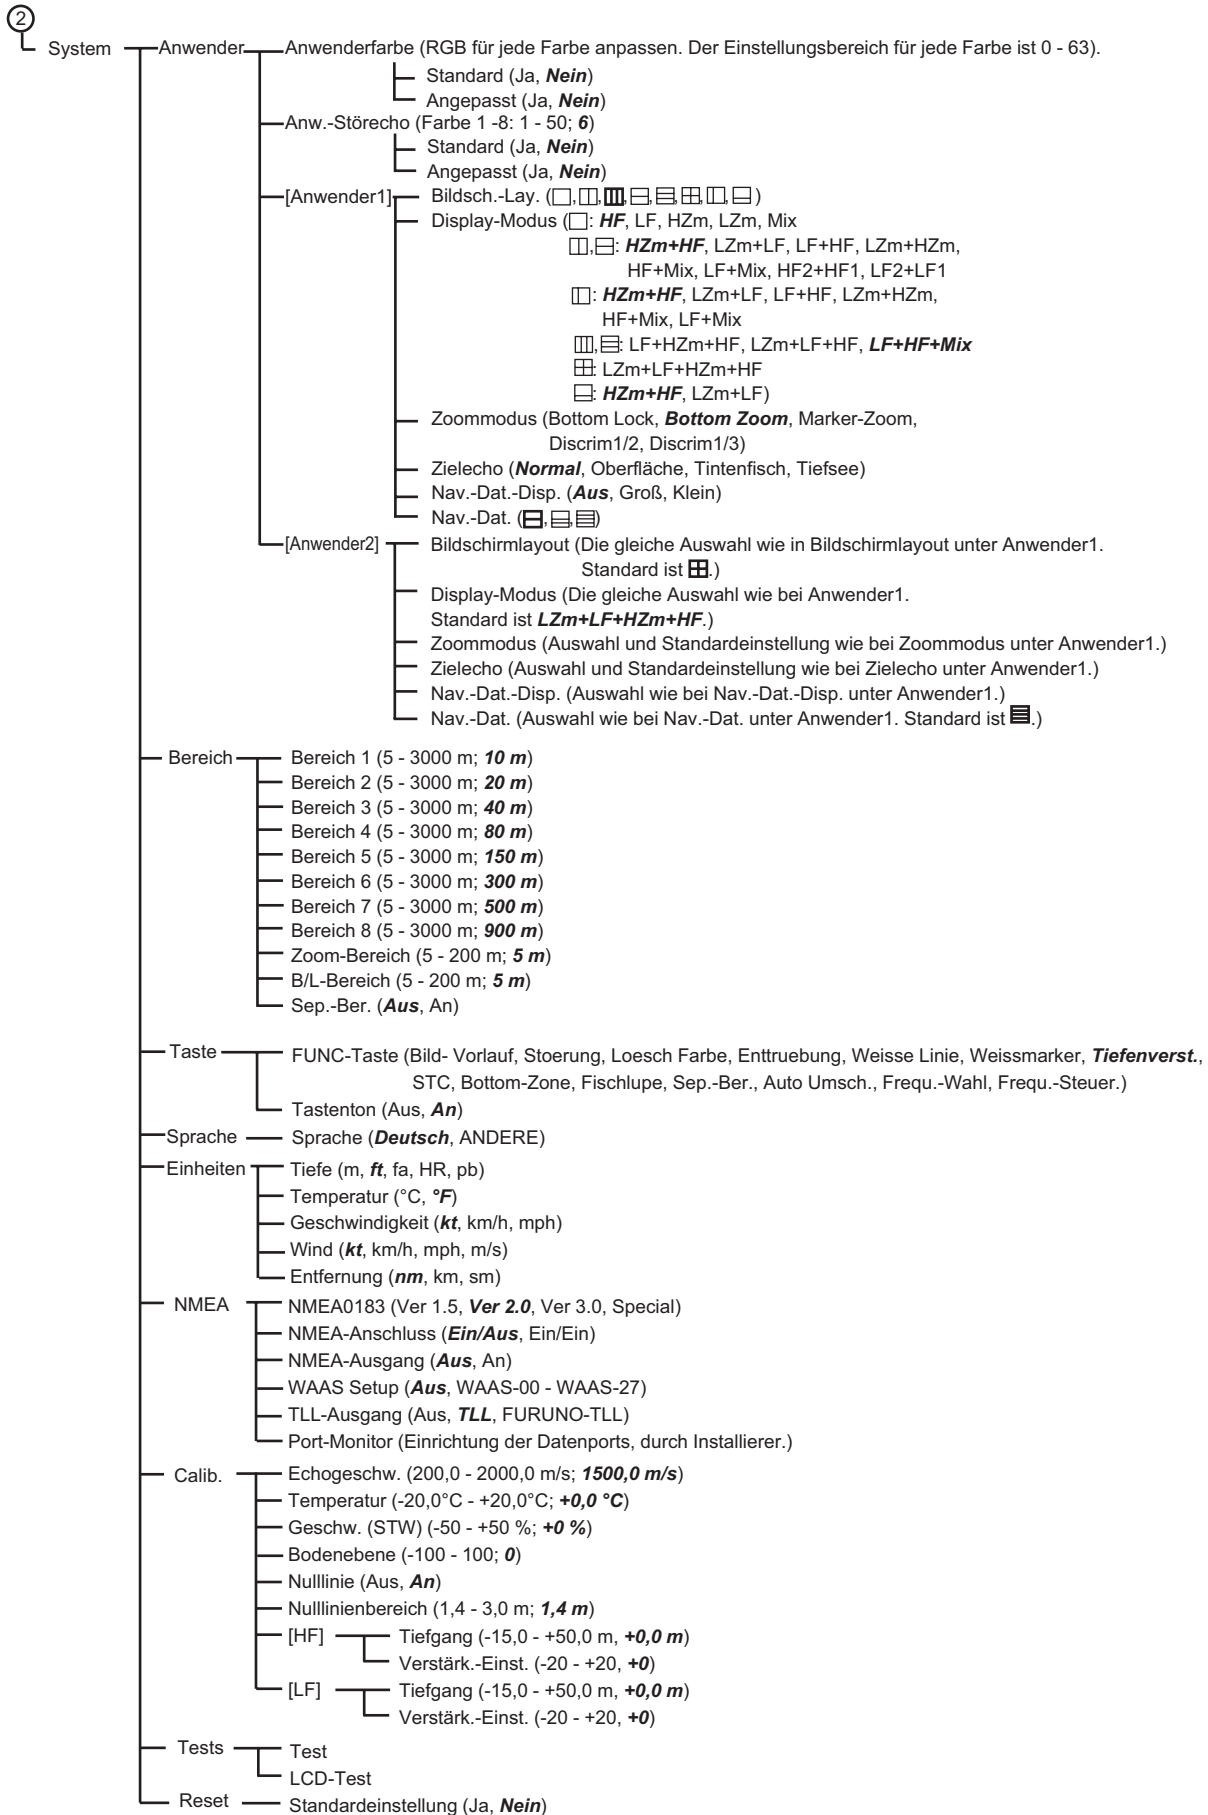 2
System Anwender Anwenderfarbe (RGB für jede Farbe anpassen. Der Einstellungsbereich für jede Farbe ist 0 - 63).
Standard (Ja, Nein)
Angepasst (Ja, Nein)
Anw.-Störecho (Farbe 1 -8: 1 - 50; 6)
Standard (Ja, Nein)
Angepasst (Ja, Nein)
[Anwender1] Bildsch.-Lay. ( , , , , , , , )
Display-Modus ( : HF, LF, HZm, LZm, Mix
, : HZm+HF, LZm+LF, LF+HF, LZm+HZm,
HF+Mix, LF+Mix, HF2+HF1, LF2+LF1
: HZm+HF, LZm+LF, LF+HF, LZm+HZm,
HF+Mix, LF+Mix
, : LF+HZm+HF, LZm+LF+HF, LF+HF+Mix
: LZm+LF+HZm+HF
: HZm+HF, LZm+LF)
Zoommodus (Bottom Lock, Bottom Zoom, Marker-Zoom,
Discrim1/2, Discrim1/3)
Zielecho (Normal, Oberfläche, Tintenfisch, Tiefsee)
Nav.-Dat.-Disp. (Aus, Groß, Klein)
Nav.-Dat. ( , , )
[Anwender2] Bildschirmlayout (Die gleiche Auswahl wie in Bildschirmlayout unter Anwender1.
Standard ist .)
Display-Modus (Die gleiche Auswahl wie bei Anwender1.
Standard ist LZm+LF+HZm+HF.)
Zoommodus (Auswahl und Standardeinstellung wie bei Zoommodus unter Anwender1.)
Zielecho (Auswahl und Standardeinstellung wie bei Zielecho unter Anwender1.)
Nav.-Dat.-Disp. (Auswahl wie bei Nav.-Dat.-Disp. unter Anwender1.)
Nav.-Dat. (Auswahl wie bei Nav.-Dat. unter Anwender1. Standard ist .)
Bereich Bereich 1 (5 - 3000 m; 10 m)
Bereich 2 (5 - 3000 m; 20 m)
Bereich 3 (5 - 3000 m; 40 m)
Bereich 4 (5 - 3000 m; 80 m)
Bereich 5 (5 - 3000 m; 150 m)
Bereich 6 (5 - 3000 m; 300 m)
Bereich 7 (5 - 3000 m; 500 m)
Bereich 8 (5 - 3000 m; 900 m)
Zoom-Bereich (5 - 200 m; 5 m)
B/L-Bereich (5 - 200 m; 5 m)
Sep.-Ber. (Aus, An)
Taste FUNC-Taste (Bild- Vorlauf, Stoerung, Loesch Farbe, Enttruebung, Weisse Linie, Weissmarker, Tiefenverst.,
STC, Bottom-Zone, Fischlupe, Sep.-Ber., Auto Umsch., Frequ.-Wahl, Frequ.-Steuer.)
Tastenton (Aus, An)
Sprache Sprache (Deutsch, ANDERE)
Einheiten Tiefe (m, ft, fa, HR, pb)
Temperatur (°C, °F)
Geschwindigkeit (kt, km/h, mph)
Wind (kt, km/h, mph, m/s)
Entfernung (nm, km, sm)
NMEA NMEA0183 (Ver 1.5, Ver 2.0, Ver 3.0, Special)
NMEA-Anschluss (Ein/Aus, Ein/Ein)
NMEA-Ausgang (Aus, An)
WAAS Setup (Aus, WAAS-00 - WAAS-27)
TLL-Ausgang (Aus, TLL, FURUNO-TLL)
Port-Monitor (Einrichtung der Datenports, durch Installierer.)
Calib. Echogeschw. (200,0 - 2000,0 m/s; 1500,0 m/s)
Temperatur (-20,0°C - +20,0°C; +0,0 °C)
Geschw. (STW) (-50 - +50 %; +0 %)
Bodenebene (-100 - 100; 0)
Nulllinie (Aus, An)
Nulllinienbereich (1,4 - 3,0 m; 1,4 m)
[HF] Tiefgang (-15,0 - +50,0 m, +0,0 m)
Verstärk.-Einst. (-20 - +20, +0)
[LF] Tiefgang (-15,0 - +50,0 m, +0,0 m)
Verstärk.-Einst. (-20 - +20, +0)
Tests Test
LCD-Test
Reset Standardeinstellung (Ja, Nein)